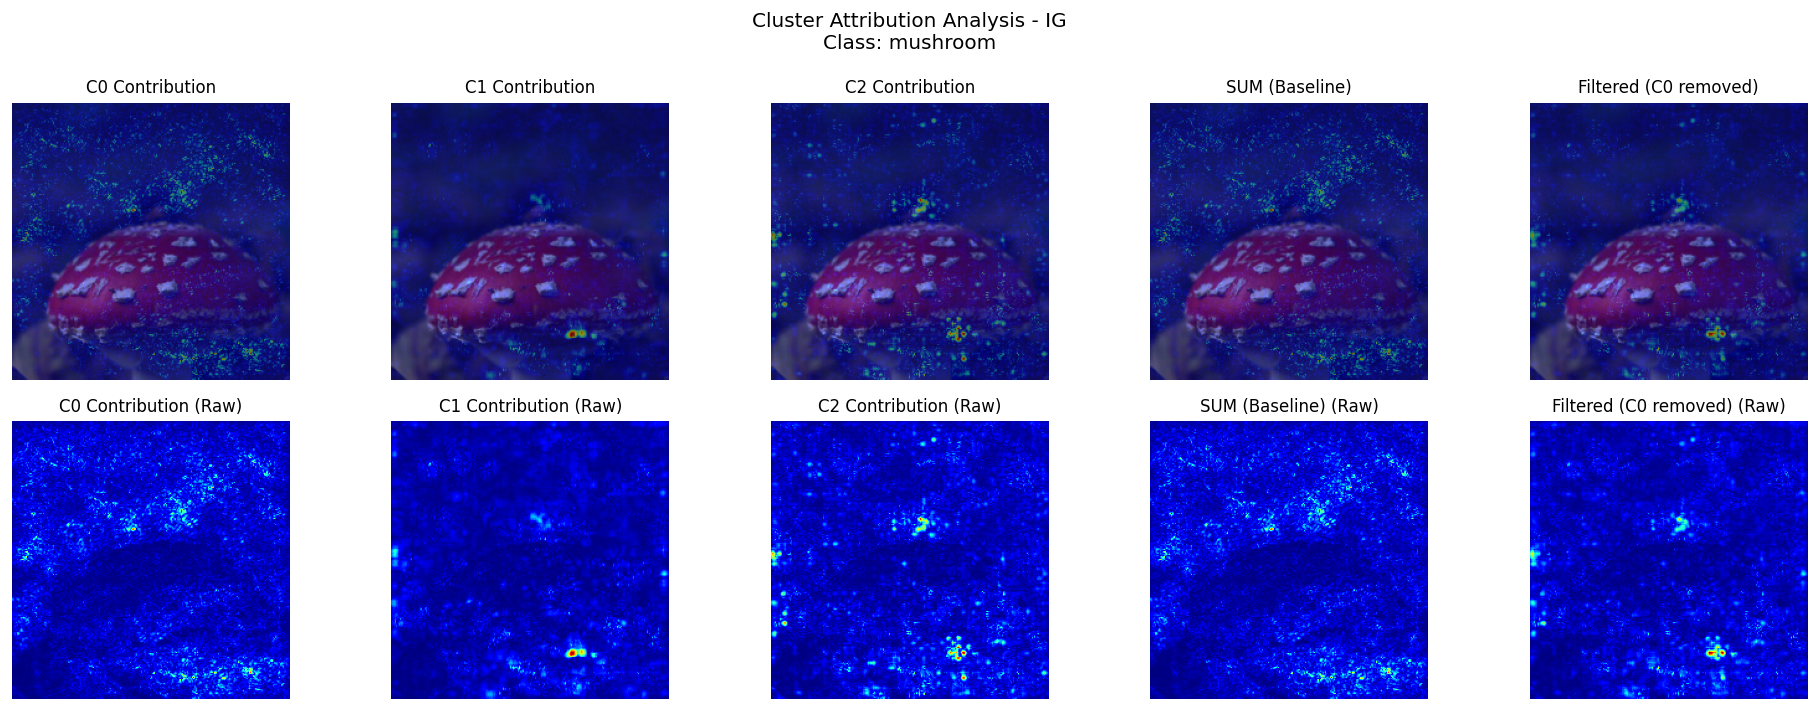 Cluster Attribution Analysis - IG
Class: mushroom
C0 Contribution
C1 Contribution
C2 Contribution
SUM (Baseline)
Filtered (C0 removed)
C0 Contribution (Raw)
C1 Contribution (Raw)
C2 Contribution (Raw)
SUM (Baseline) (Raw)
Filtered (C0 removed) (Raw)